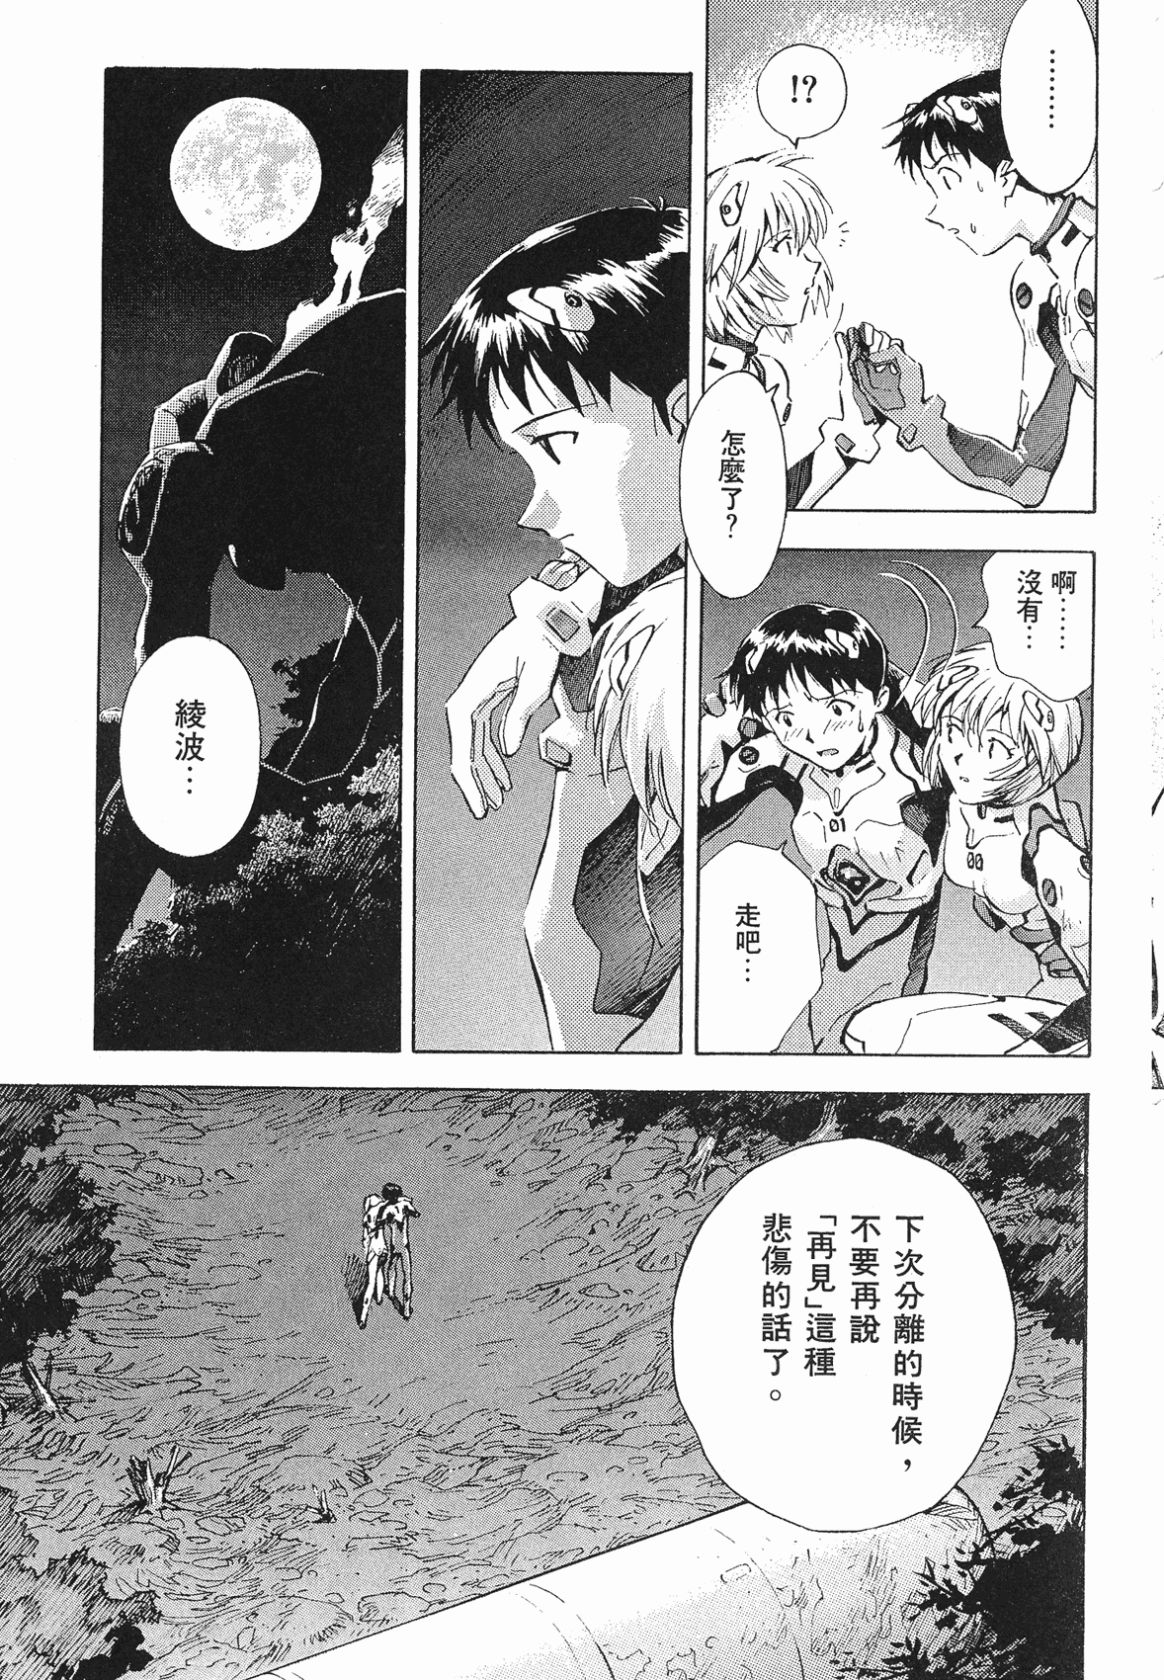 ………
!?
怎麼了?
啊……
沒有…
01
00
走吧…
綾波…
下次分離的時候，
不要再說
「再見」這種
悲傷的話了。